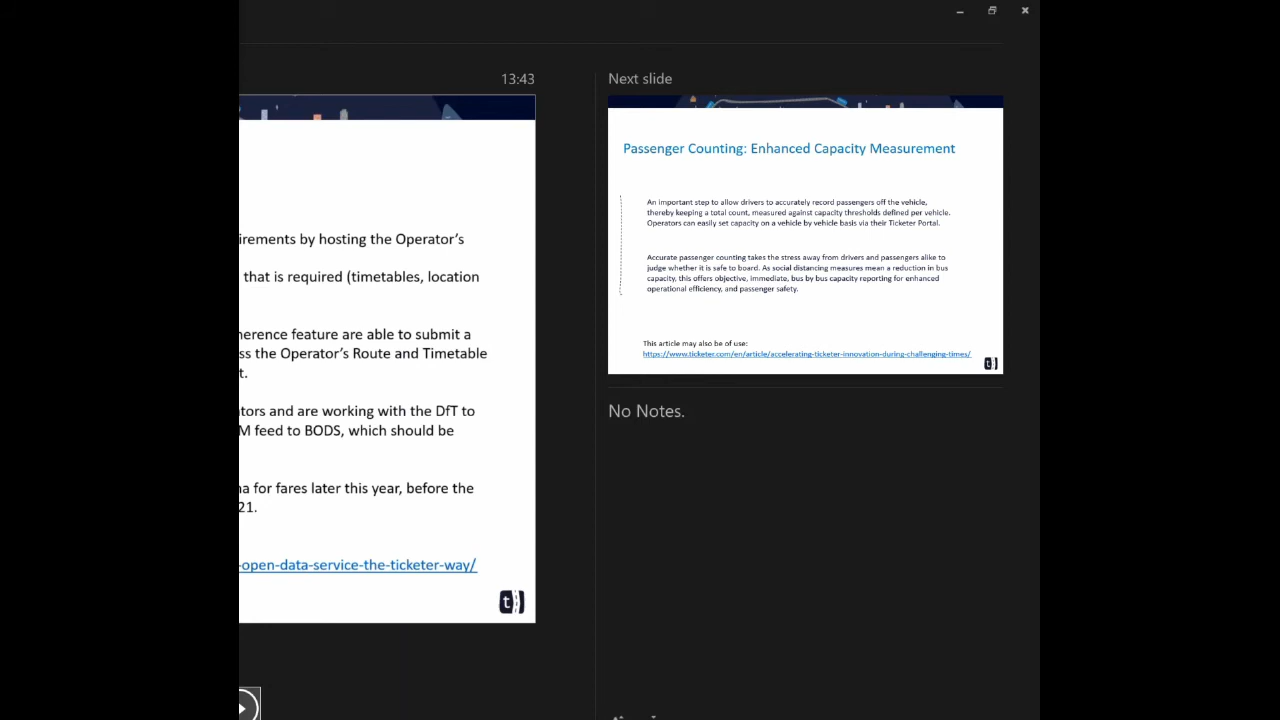 13:43
irements by hosting the Operator's
that is required (timetables, location
herence feature are able to submit a
ss the Operator's Route and Timetable
t.
ators and are working with the DfT to
M feed to BODS, which should be
na for fares later this year, before the
21.
-open-data-service-the-ticketer-way/
t
Next slide
Passenger Counting: Enhanced Capacity Measurement
An important step to allow drivers to accurately record passengers off the vehicle,
thereby keeping a total count, measured against capacity thresholds defined per vehicle.
Operators can easily set capacity on a vehicle by vehicle basis via their Ticketer Portal.
Accurate passenger counting takes the stress away from drivers and passengers alike to
judge whether it is safe to board. As social distancing measures mean a reduction in bus
capacity, this offers objective, immediate, bus by bus capacity reporting for enhanced
operational efficiency, and passenger safety.
This article may also be of use:
https://www.ticketer.com/en/article/accelerating-ticketer-innovation-during-challenging-times/
t
No Notes.